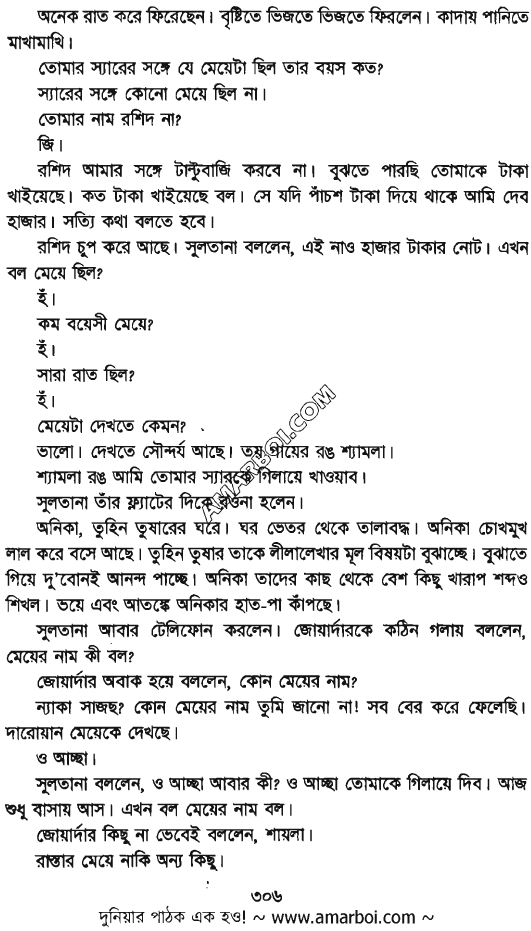 অনেক রাত করে ফিরেছেন। বৃষ্টিতে ভিজতে ভিজতে ফিরলেন। কাদায় পানিতে
মাখামাখি।
তোমার স্যারের সঙ্গে যে মেয়েটা ছিল তার বয়স কত?
স্যারের সঙ্গে কোনো মেয়ে ছিল না।
তোমার নাম রশিদ না?
জি।
রশিদ আমার সঙ্গে টাল্টুবাজি করবে না। বুঝতে পারছি তোমাকে টাকা
খাইয়েছে। কত টাকা খাইয়েছে বল। সে যদি পাঁচশ টাকা দিয়ে থাকে আমি দেব
হাজার। সত্যি কথা বলতে হবে।
রশিদ চুপ করে আছে। সুলতানা বললেন, এই নাও হাজার টাকার নোট। এখন
বল মেয়ে ছিল?
হুঁ।
কম বয়েসী মেয়ে?
হুঁ।
সারা রাত ছিল?
হুঁ।
মেয়েটা দেখতে কেমন?
ভালো। দেখতে সৌন্দর্য আছে। তয় গায়ের রঙ শ্যামলা।
শ্যামলা রঙ আমি তোমার স্যারকে গিলায়ে খাওয়াব।
সুলতানা তাঁর ফ্ল্যাটের দিকে রওনা হলেন।
অনিকা, তুহিন তুষারের ঘরে। ঘর ভেতর থেকে তালাবদ্ধ। অনিকা চোখমুখ
লাল করে বসে আছে। তুহিন তুষার তাকে লীলালেখার মূল বিষয়টা বুঝাচ্ছে। বুঝাতে
গিয়ে দু'বোনই আনন্দ পাচ্ছে। অনিকা তাদের কাছ থেকে বেশ কিছু খারাপ শব্দও
শিখল। ভয়ে এবং আতঙ্কে অনিকার হাত-পা কাঁপছে।
সুলতানা আবার টেলিফোন করলেন। জোয়ার্দারকে কঠিন গলায় বললেন,
মেয়ের নাম কী বল?
জোয়ার্দার অবাক হয়ে বললেন, কোন মেয়ের নাম?
ন্যাকা সাজছ? কোন মেয়ের নাম তুমি জানো না! সব বের করে ফেলেছি।
দারোয়ান মেয়েকে দেখছে।
ও আচ্ছা।
সুলতানা বললেন, ও আচ্ছা আবার কী? ও আচ্ছা তোমাকে গিলায়ে দিব। আজ
শুধু বাসায় আস। এখন বল মেয়ের নাম বল।
জোয়ার্দার কিছু না ভেবেই বললেন, শায়লা।
রাস্তার মেয়ে নাকি অন্য কিছু।
৩০৬
দুনিয়ার পাঠক এক হও! ~ www.amarboi.com ~
AMARBOI.COM